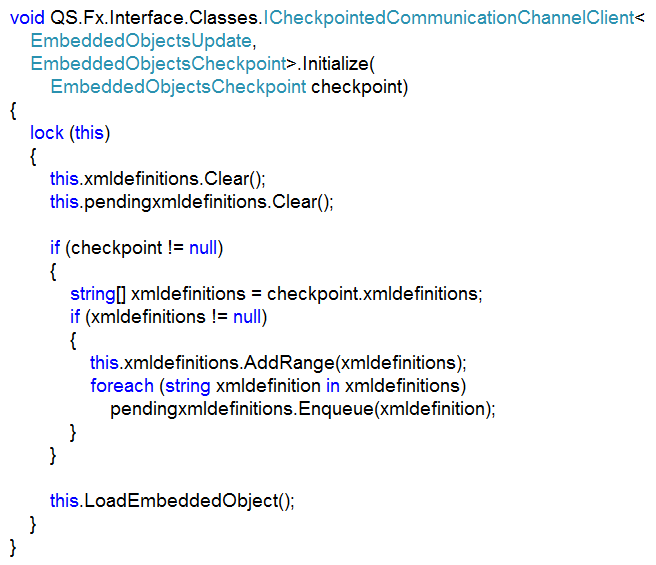 void QS.Fx.Interface.Classes.ICheckpointedCommunicationChannelClient<
    EmbeddedObjectsUpdate,
    EmbeddedObjectsCheckpoint>.Initialize(
        EmbeddedObjectsCheckpoint checkpoint)
{
    lock (this)
    {
        this.xmldefinitions.Clear();
        this.pendingxmldefinitions.Clear();

        if (checkpoint != null)
        {
            string[] xmldefinitions = checkpoint.xmldefinitions;
            if (xmldefinitions != null)
            {
                this.xmldefinitions.AddRange(xmldefinitions);
                foreach (string xmldefinition in xmldefinitions)
                    pendingxmldefinitions.Enqueue(xmldefinition);
            }
        }

        this.LoadEmbeddedObject();
    }
}